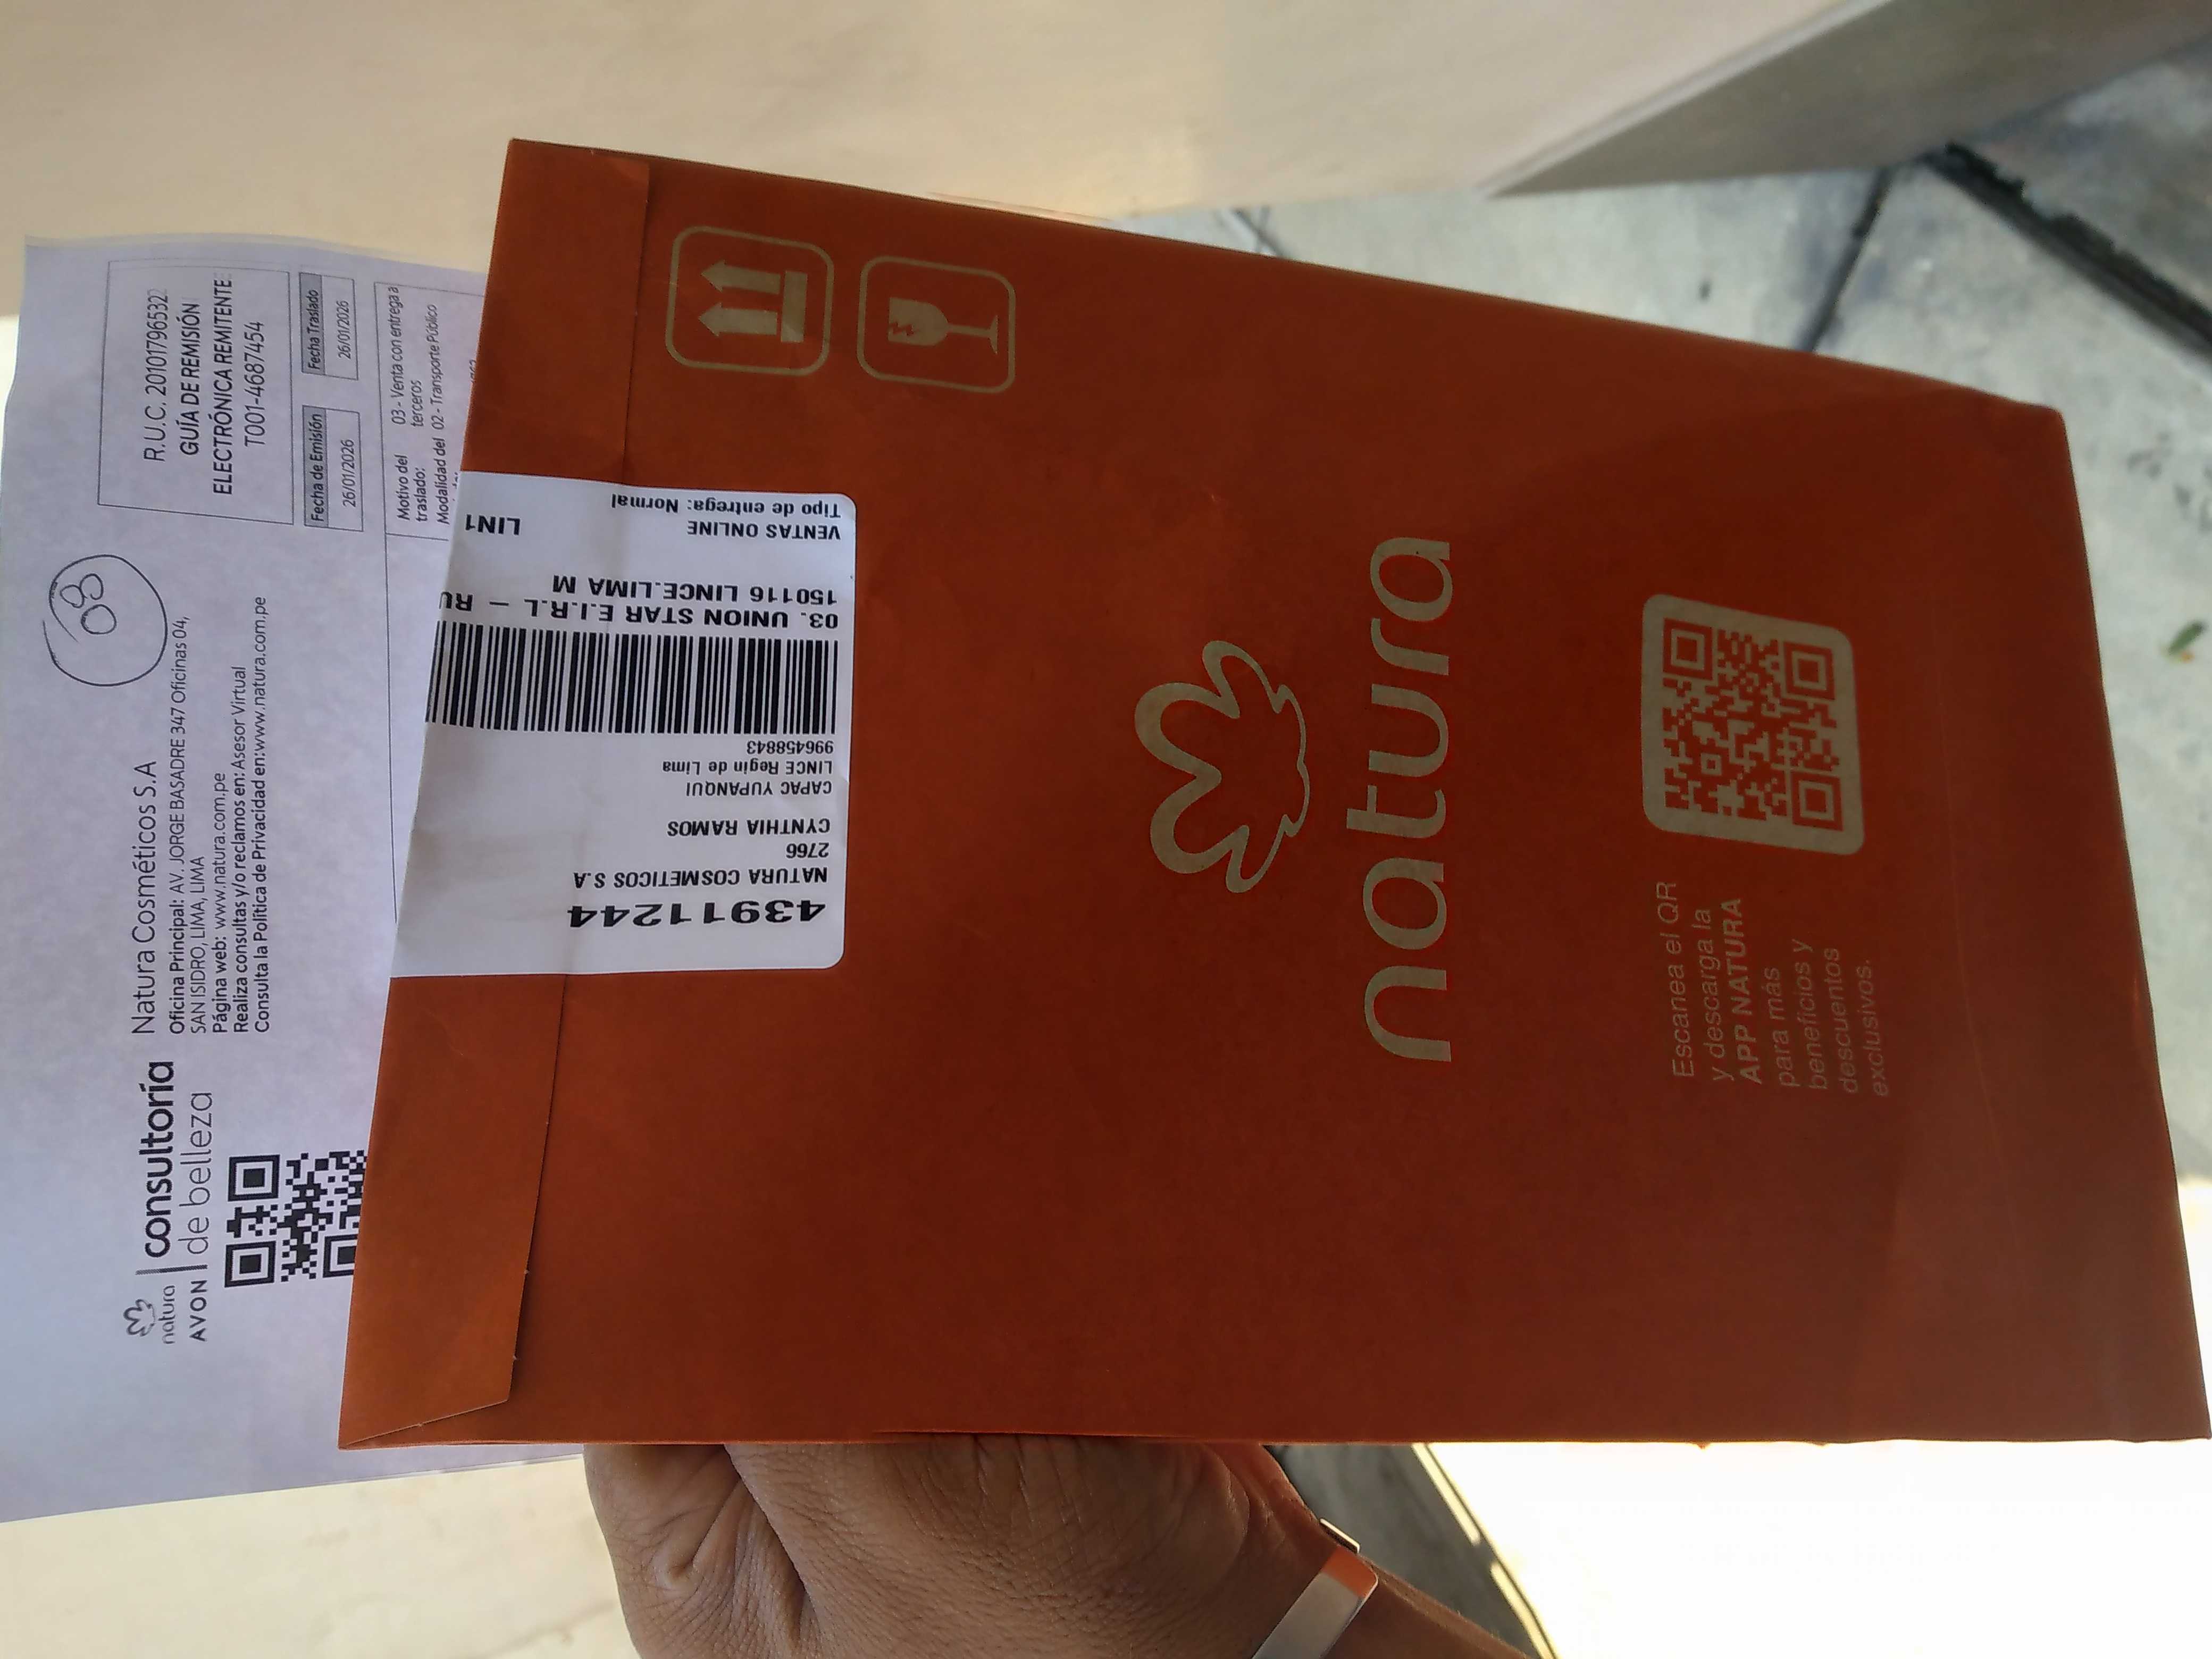 natura
AVON
consultoría
de belleza
Natura Cosméticos S.A
Oficina Principal: AV. JORGE BASADRE 347 Oficinas 04,
SAN ISIDRO, LIMA, LIMA
Página web: www.natura.com.pe
Realiza consultas y/o reclamos en: Asesor Virtual
Consulta la Política de Privacidad en:www.natura.com.pe
08
R.U.C. 20101796532
GUÍA DE REMISIÓN
ELECTRÓNICA REMITENTE
T001-4687454
Fecha de Emisión
Fecha Traslado
26/01/2026
26/01/2026
Motivo del traslado:
03 - Venta con entrega a terceros
Modalidad del
02 - Transporte Público
43911244
NATURA COSMETICOS S.A
2766
CYNTHIA RAMOS
CAPAC YUPANQUI
LINCE Regin de Lima
996458843
03. UNION STAR E.I.R.L - RU
150116 LINCE.LIMA M
VENTAS ONLINE LIN1
Tipo de entrega: Normal
natura
Escanea el QR
y descarga la
APP NATURA
para más
beneficios y
descuentos
exclusivos.